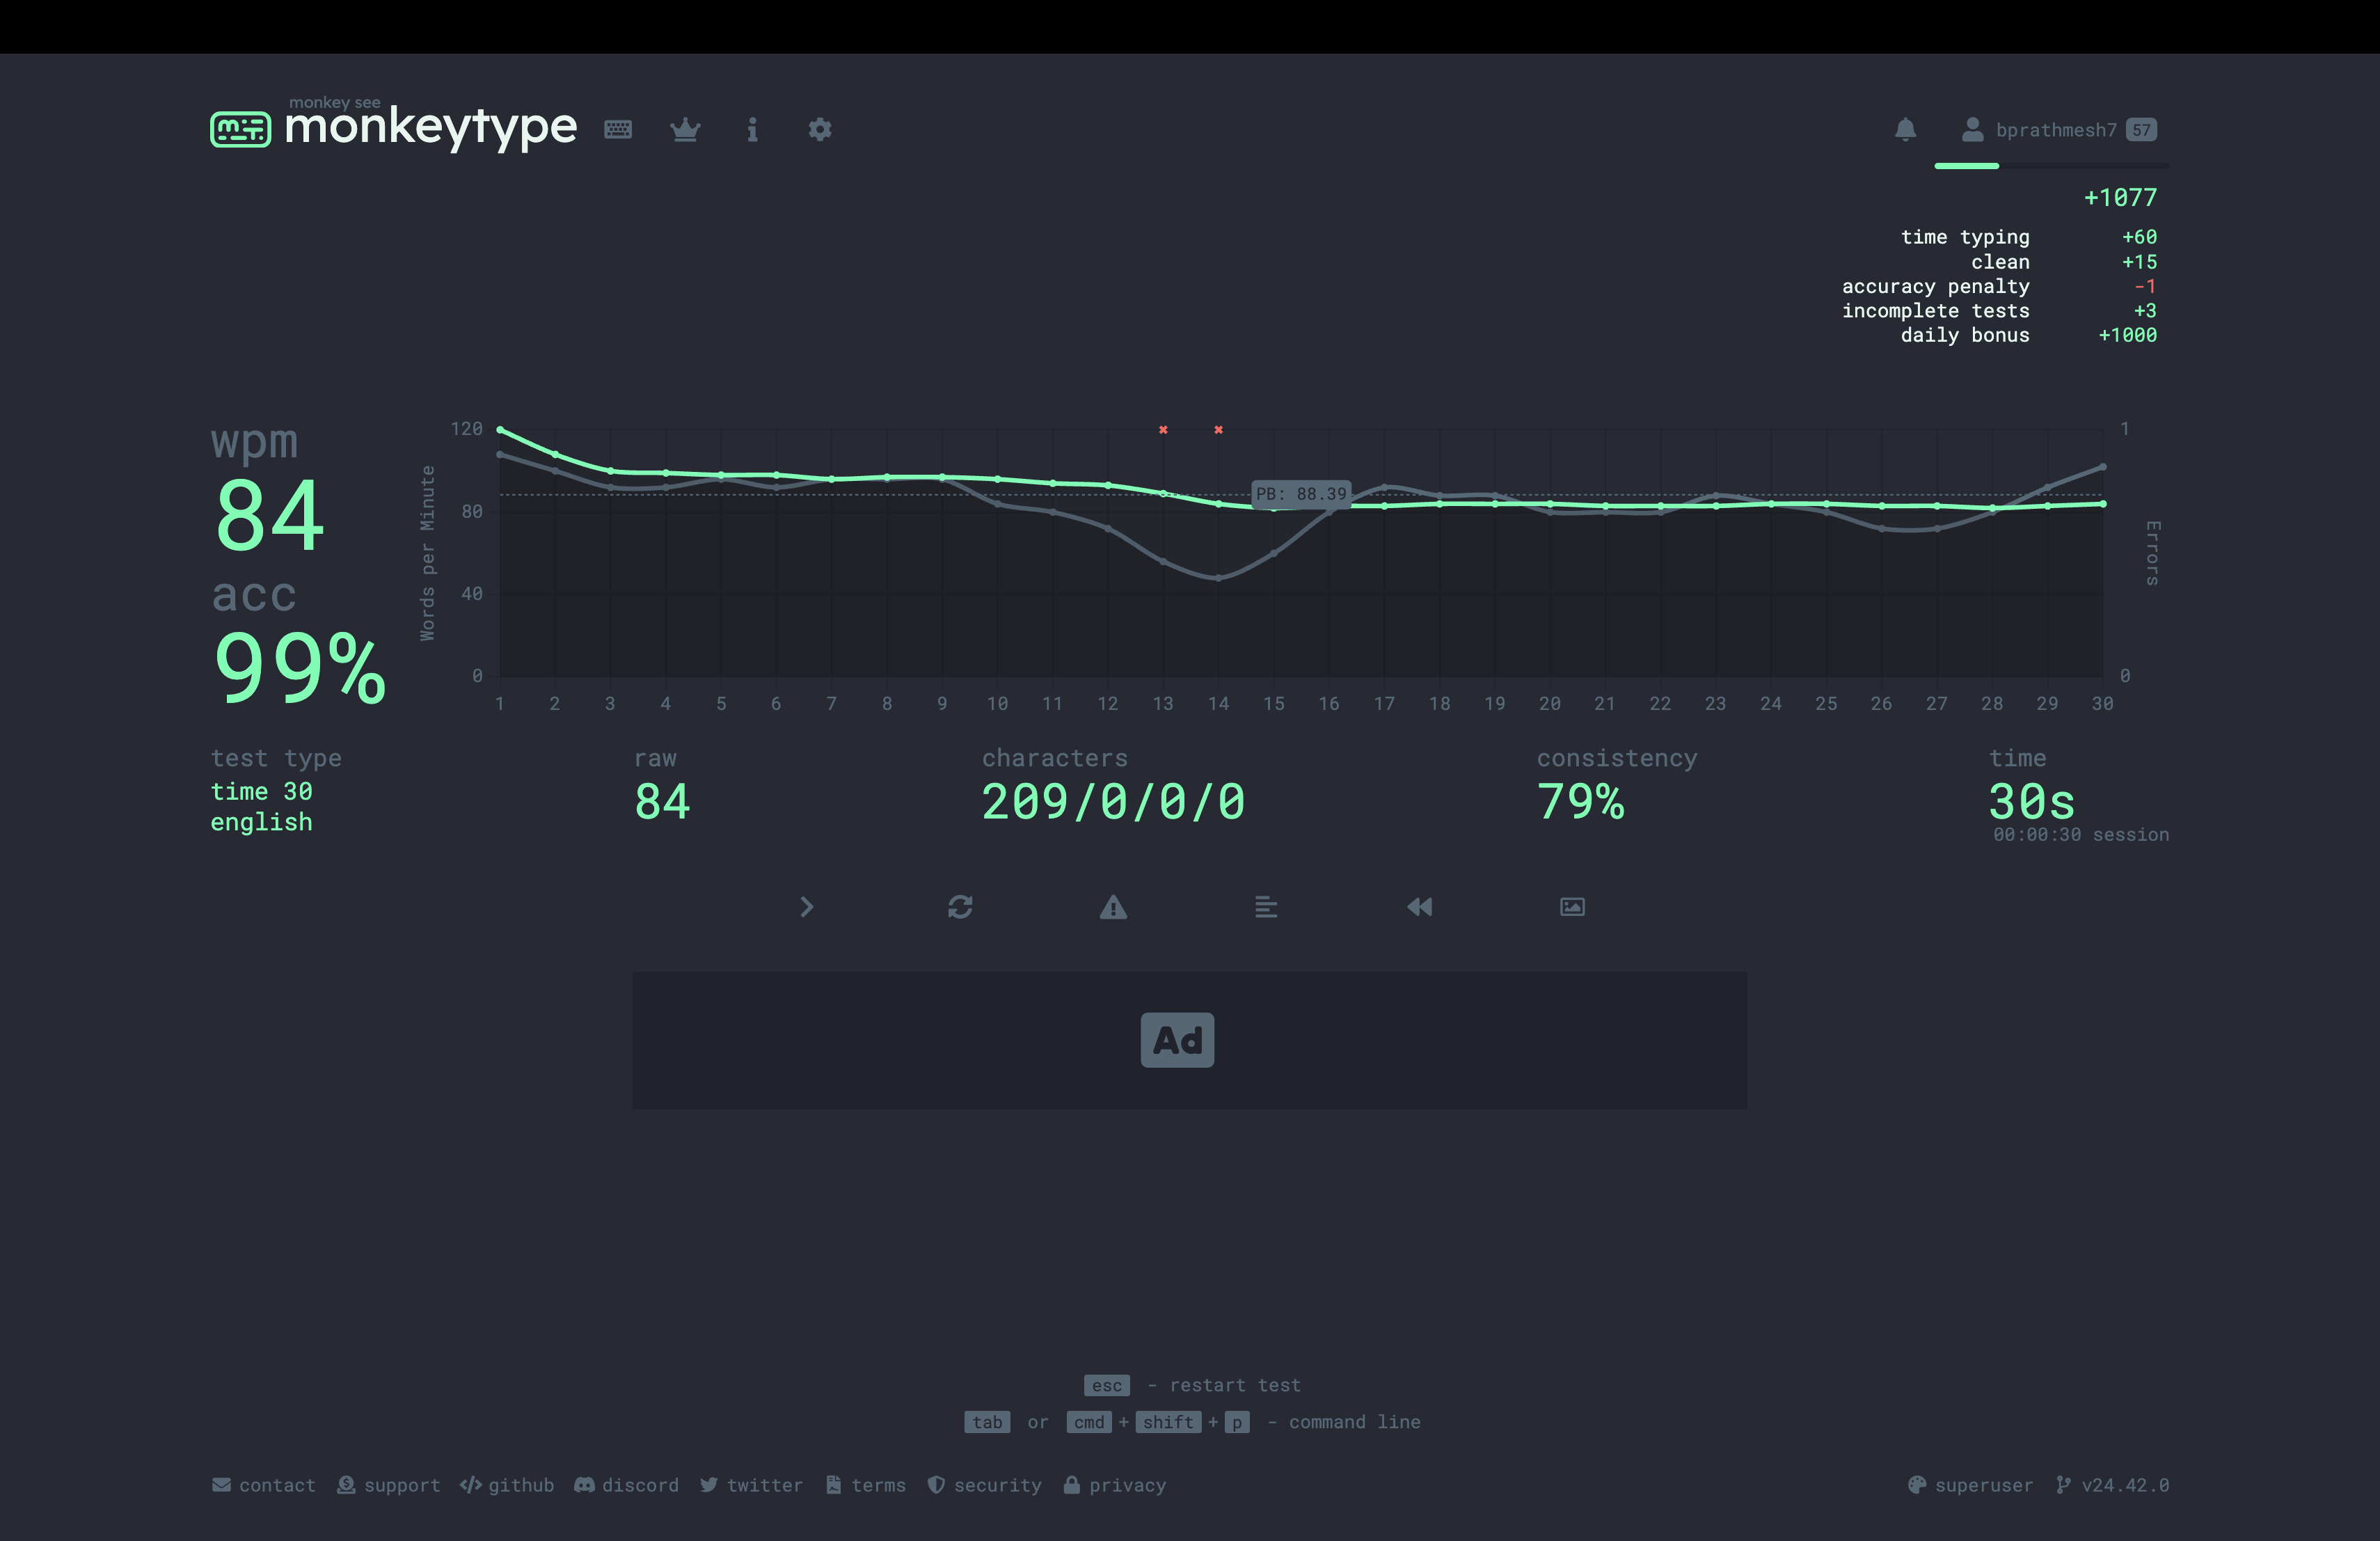 monkey see
monkeytype
bprathmesh7 57
+1077
time typing +60
clean +15
accuracy penalty -1
incomplete tests +3
daily bonus +1000
wpm
84
acc
99%
Words per Minute
120
80
40
0
PB: 88.39
1
0
Errors
1 2 3 4 5 6 7 8 9 10 11 12 13 14 15 16 17 18 19 20 21 22 23 24 25 26 27 28 29 30
test type
time 30
english
raw
84
characters
209/0/0/0
consistency
79%
time
30s
00:00:30 session
Ad
esc - restart test
tab or cmd + shift + p - command line
contact support github discord twitter terms security privacy superuser v24.42.0